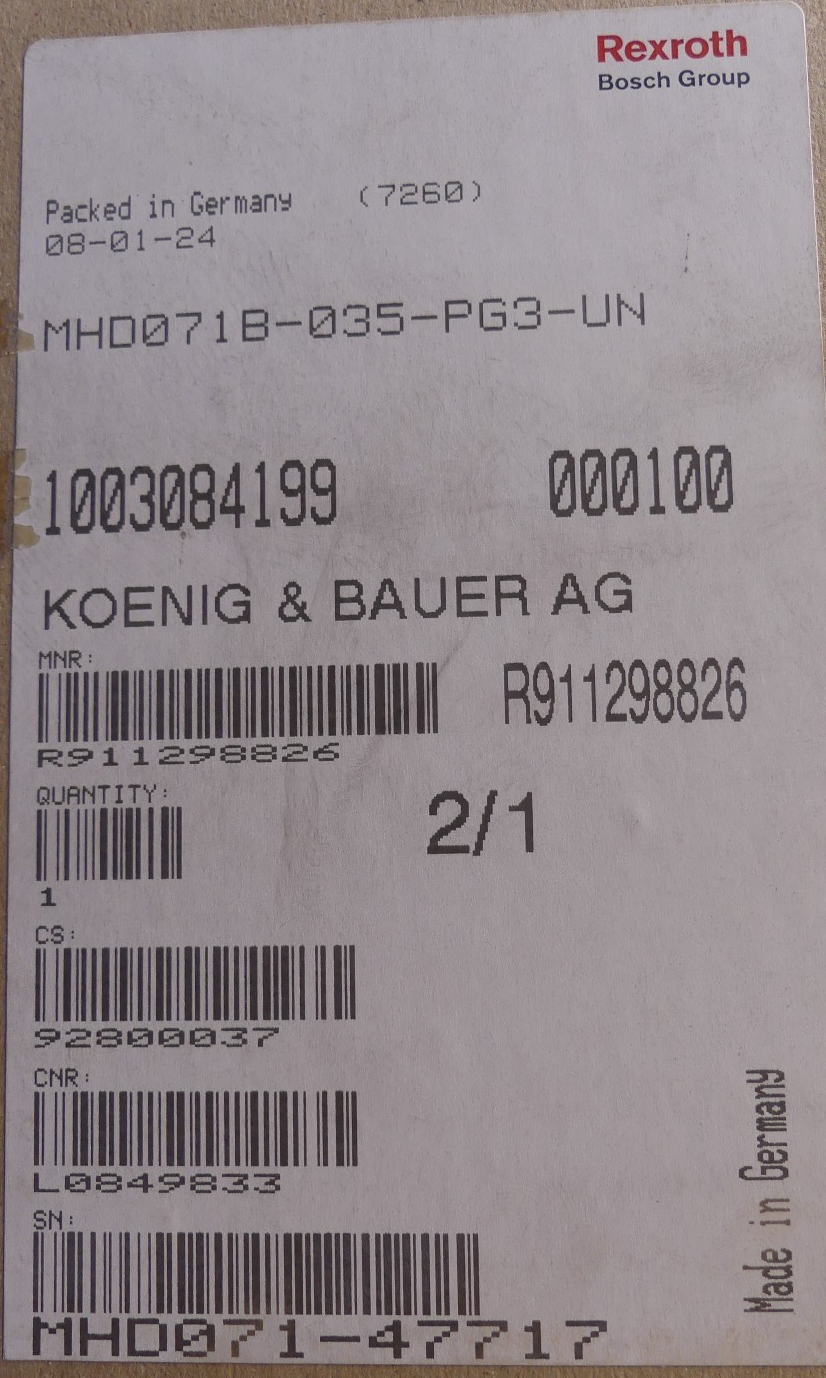 Rexroth
Bosch Group
Packed in Germany (7260)
08-01-24
MHD071B-035-PG3-UN
1003084199 000100
KOENIG & BAUER AG
MNR:
R911298826
R911298826
QUANTITY:
2/1
1
CS:
92800037
CNR:
L0849833
SN:
MHD071-47717
Made in Germany